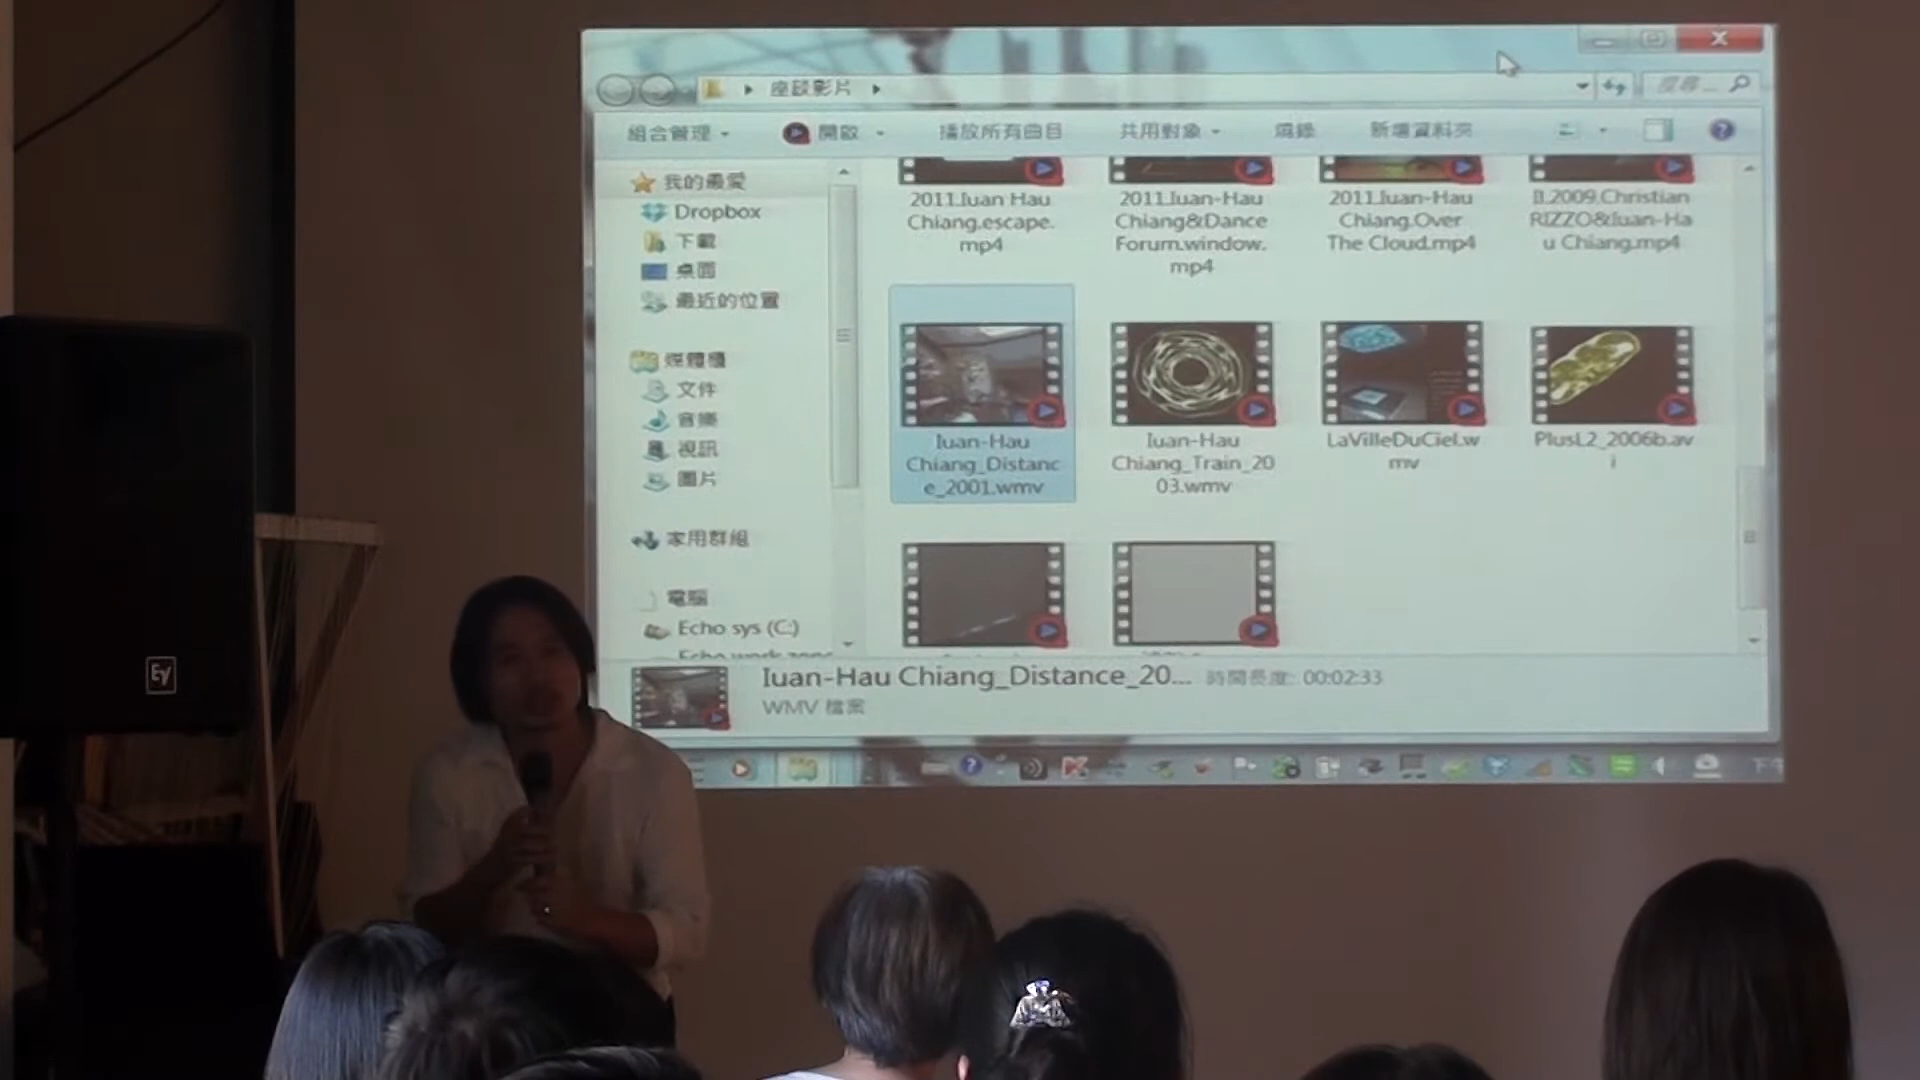 座談影片
搜尋...
組合管理
開啟
播放所有曲目
共用對象
燒錄
新增資料夾
我的最愛
Dropbox
下載
桌面
最近的位置
媒體櫃
文件
音樂
視訊
圖片
家用群組
電腦
Echo sys (C:)
2011.Iuan Hau
Chiang.escape.
mp4
2011.Iuan-Hau
Chiang&Dance
Forum.window.
mp4
2011.Iuan-Hau
Chiang.Over
The Cloud.mp4
II.2009.Christian
RIZZO&Iuan-Ha
u Chiang.mp4
Iuan-Hau
Chiang_Distanc
e_2001.wmv
Iuan-Hau
Chiang_Train_20
03.wmv
LaVilleDuCiel.w
mv
PlusL2_2006b.av
i
Iuan-Hau Chiang_Distance_20... 時間長度: 00:02:33
WMV 檔案
EV